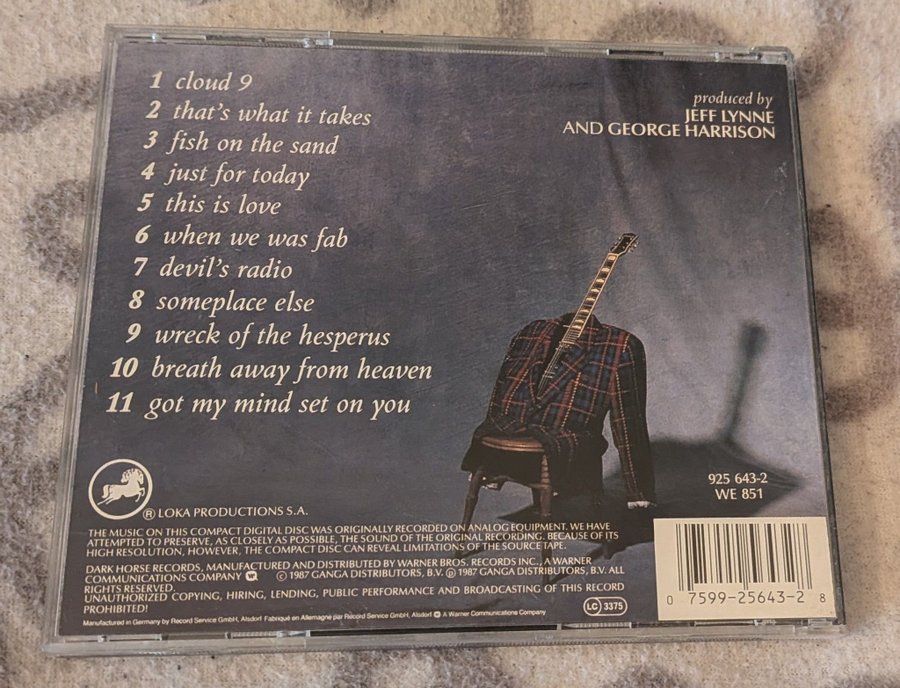 1 cloud 9
2 that's what it takes
3 fish on the sand
4 just for today
5 this is love
6 when we was fab
7 devil's radio
8 someplace else
9 wreck of the hesperus
10 breath away from heaven
11 got my mind set on you
produced by
JEFF LYNNE
AND GEORGE HARRISON
925 643-2
WE 851
® LOKA PRODUCTIONS S.A.
THE MUSIC ON THIS COMPACT DIGITAL DISC WAS ORIGINALLY RECORDED ON ANALOG EQUIPMENT. WE HAVE
ATTEMPTED TO PRESERVE, AS CLOSELY AS POSSIBLE, THE SOUND OF THE ORIGINAL RECORDING. BECAUSE OF ITS
HIGH RESOLUTION, HOWEVER, THE COMPACT DISC CAN REVEAL LIMITATIONS OF THE SOURCE TAPE.
DARK HORSE RECORDS, MANUFACTURED AND DISTRIBUTED BY WARNER BROS. RECORDS INC., A WARNER
COMMUNICATIONS COMPANY © 1987 GANGA DISTRIBUTORS, B.V. ℗ 1987 GANGA DISTRIBUTORS, B.V. ALL
RIGHTS RESERVED.
UNAUTHORIZED COPYING, HIRING, LENDING, PUBLIC PERFORMANCE AND BROADCASTING OF THIS RECORD
PROHIBITED!
Manufactured in Germany by Record Service GmbH, Alsdorf Fabriqué en Allemagne par Record Service GmbH, Alsdorf A Warner Communications Company
LC 3375
0 7599-25643-2 8